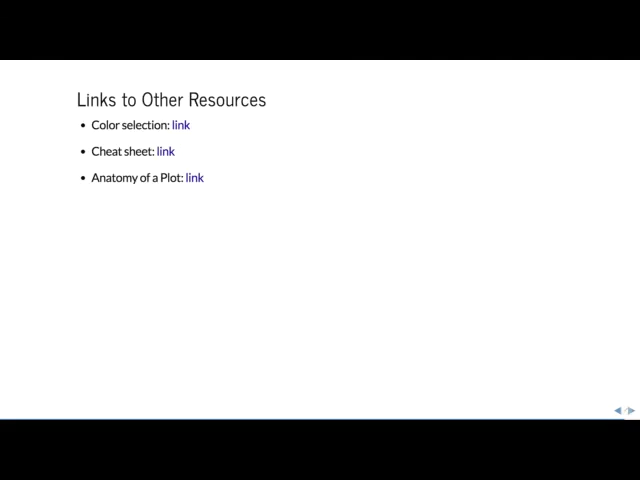 Links to Other Resources
• Color selection: link
• Cheat sheet: link
• Anatomy of a Plot: link